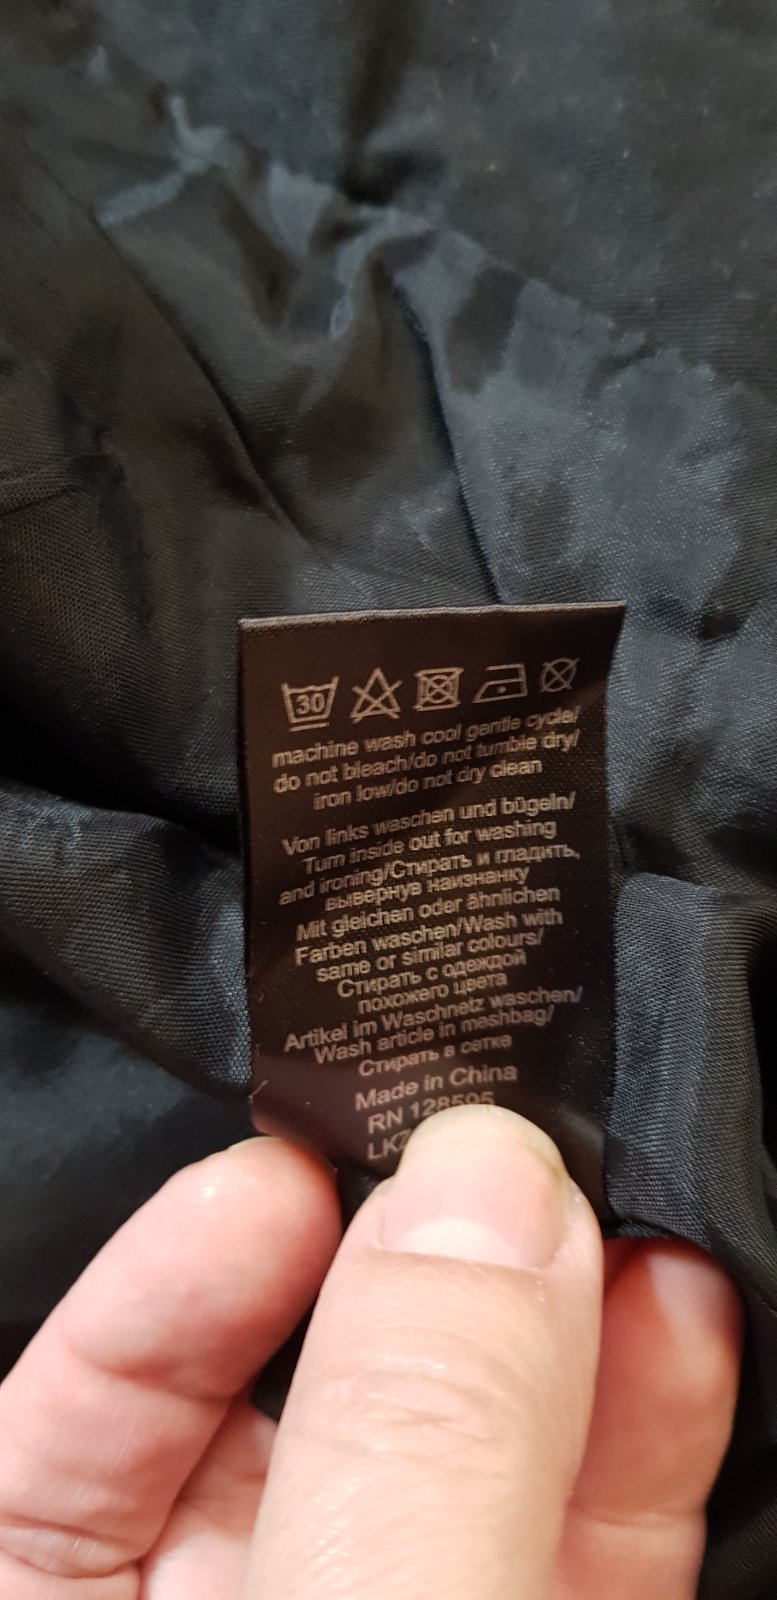 30
machine wash cool gentle cycle/
do not bleach/do not tumble dry/
iron low/do not dry clean
Von links waschen und bügeln/
Turn inside out for washing
and ironing/Стирать и гладить,
вывернув наизнанку
Mit gleichen oder ähnlichen
Farben waschen/Wash with
same or similar colours/
Стирать с одеждой
похожего цвета
Artikel im Waschnetz waschen/
Wash article in meshbag/
Стирать в сетке
Made in China
RN 128595